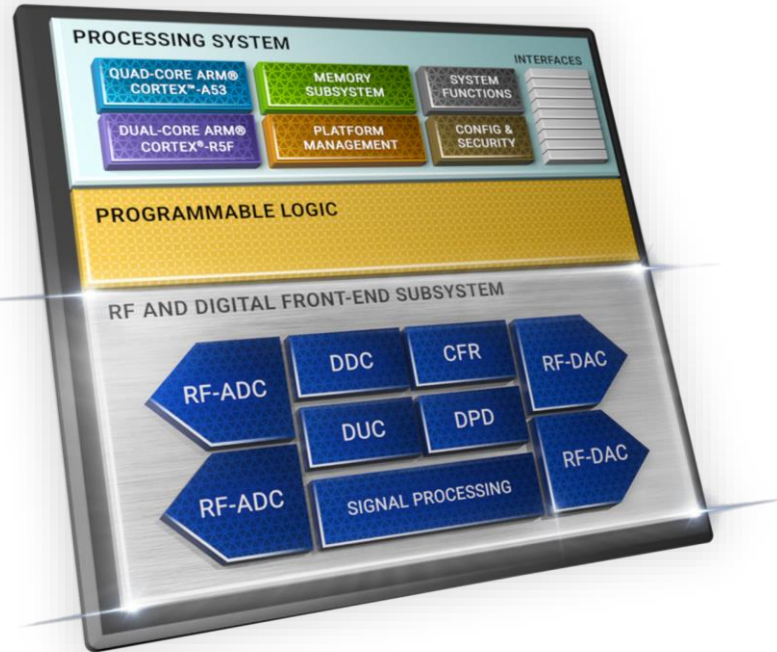 PROCESSING SYSTEM
INTERFACES
QUAD-CORE ARM®
CORTEX™-A53
MEMORY
SUBSYSTEM
SYSTEM
FUNCTIONS
DUAL-CORE ARM®
CORTEX®-R5F
PLATFORM
MANAGEMENT
CONFIG &
SECURITY
PROGRAMMABLE LOGIC
RF AND DIGITAL FRONT-END SUBSYSTEM
RF-ADC
DDC
CFR
RF-DAC
DUC
DPD
RF-ADC
SIGNAL PROCESSING
RF-DAC